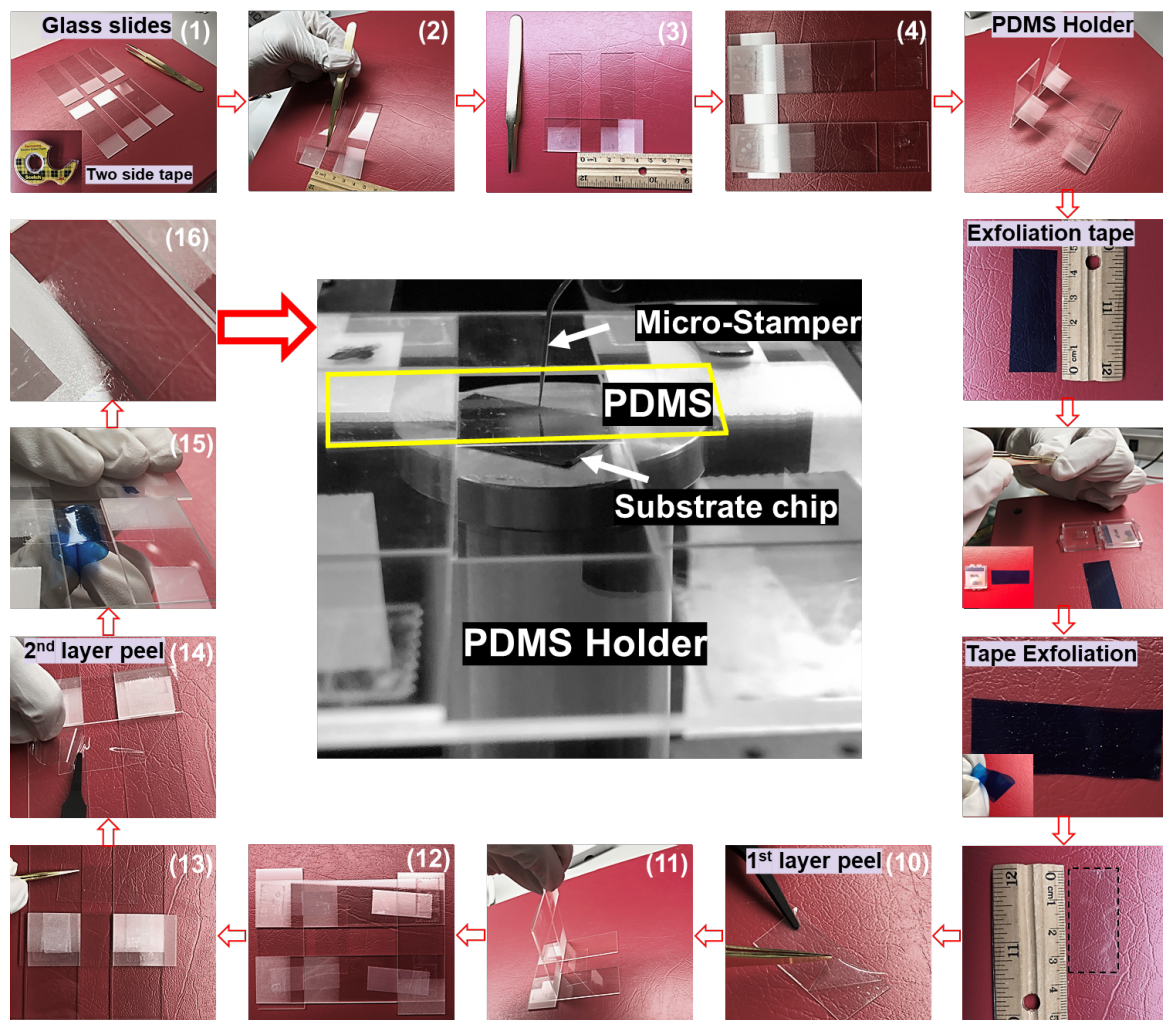 Glass slides (1)
(2)
(3)
(4)
PDMS Holder
Scotch
Two side tape
(16)
Exfoliation tape
Micro-Stamper
PDMS
Substrate chip
PDMS Holder
(15)
2nd layer peel (14)
Tape Exfoliation
(13)
(12)
(11)
1st layer peel (10)